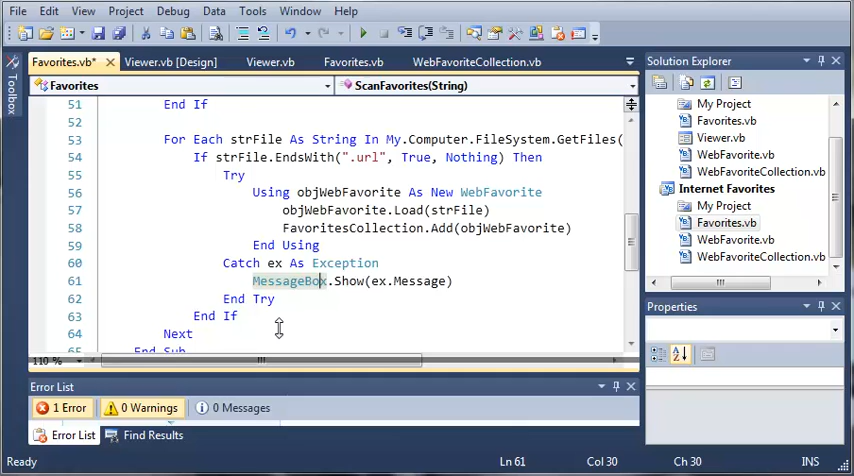 File Edit View Project Debug Data Tools Window Help
Favorites.vb* Viewer.vb [Design] Viewer.vb Favorites.vb WebFavoriteCollection.vb
Favorites ScanFavorites(String)
Toolbox
51 End If
52
53 For Each strFile As String In My.Computer.FileSystem.GetFiles(
54 If strFile.EndsWith(".url", True, Nothing) Then
55 Try
56 Using objWebFavorite As New WebFavorite
57 objWebFavorite.Load(strFile)
58 FavoritesCollection.Add(objWebFavorite)
59 End Using
60 Catch ex As Exception
61 MessageBox.Show(ex.Message)
62 End Try
63 End If
64 Next
65 End Sub
110 %
Solution Explorer
My Project
Favorites.vb
Viewer.vb
WebFavorite.vb
WebFavoriteCollection.vb
Internet Favorites
My Project
Favorites.vb
WebFavorite.vb
WebFavoriteCollection.vb
Properties
Error List
1 Error 0 Warnings 0 Messages
Error List Find Results
Ready Ln 61 Col 30 Ch 30 INS